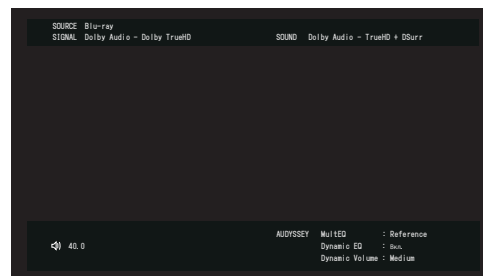 SOURCE Blu-ray
SIGNAL Dolby Audio - Dolby TrueHD SOUND Dolby Audio - TrueHD + DSurr
AUDYSSEY MultEQ : Reference
40.0 Dynamic EQ : Вкл.
Dynamic Volume : Medium